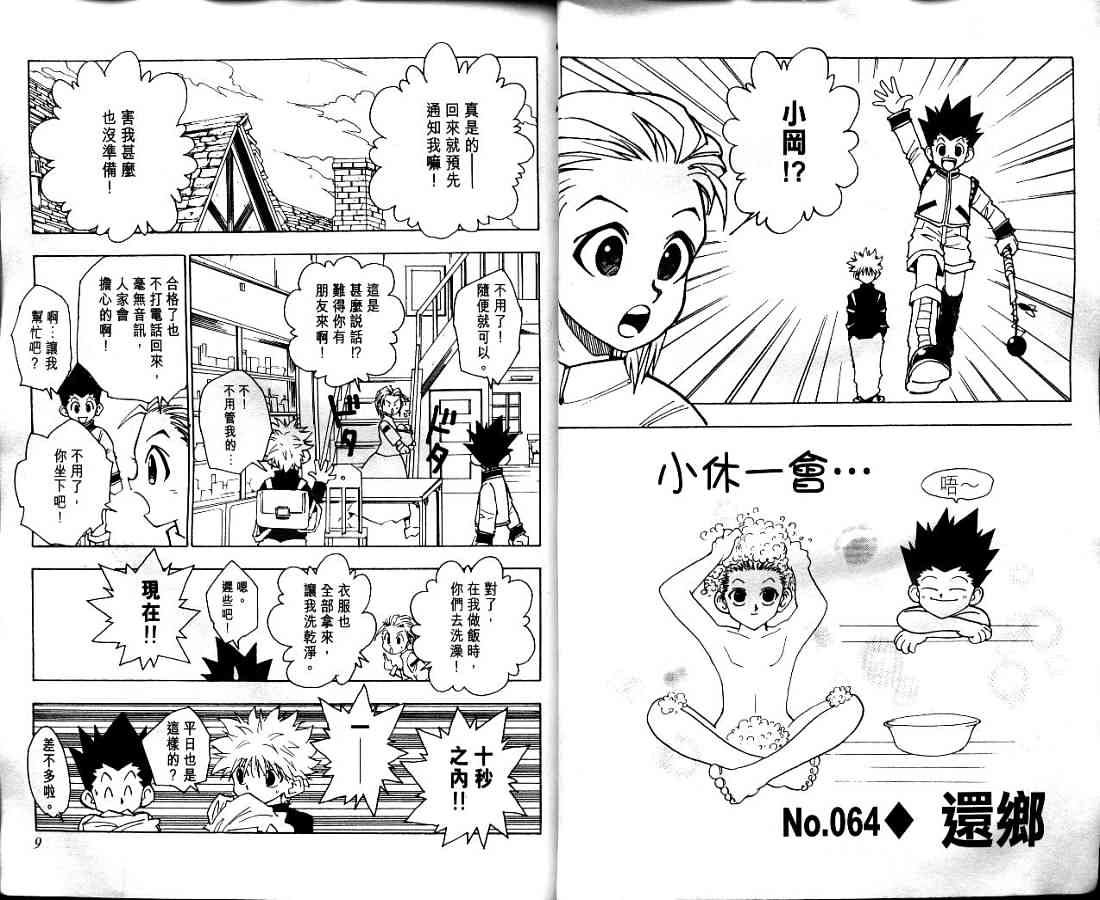 小岡!?
小休一會…
唔～
No.064◆ 還鄉
真是的——
回來就預先
通知我嘛！
害我甚麼
也沒準備！
不用了！
隨便就可以。
這是
甚麼說話!?
難得你有
朋友來啊！
不！
不用管我的…
ドタ
ドタ
合格了也
不打電話回來，
毫無音訊，
人家會
擔心的啊！
啊…讓我
幫忙吧？
不用了，
你坐下吧！
對了，
在我做飯時，
你們去洗澡！
衣服也
全部拿來，
讓我洗乾淨。
嗯。
遲些吧—
現在!!
十秒
之內!!
一——
平日也是
這樣的？
差不多啦。
9